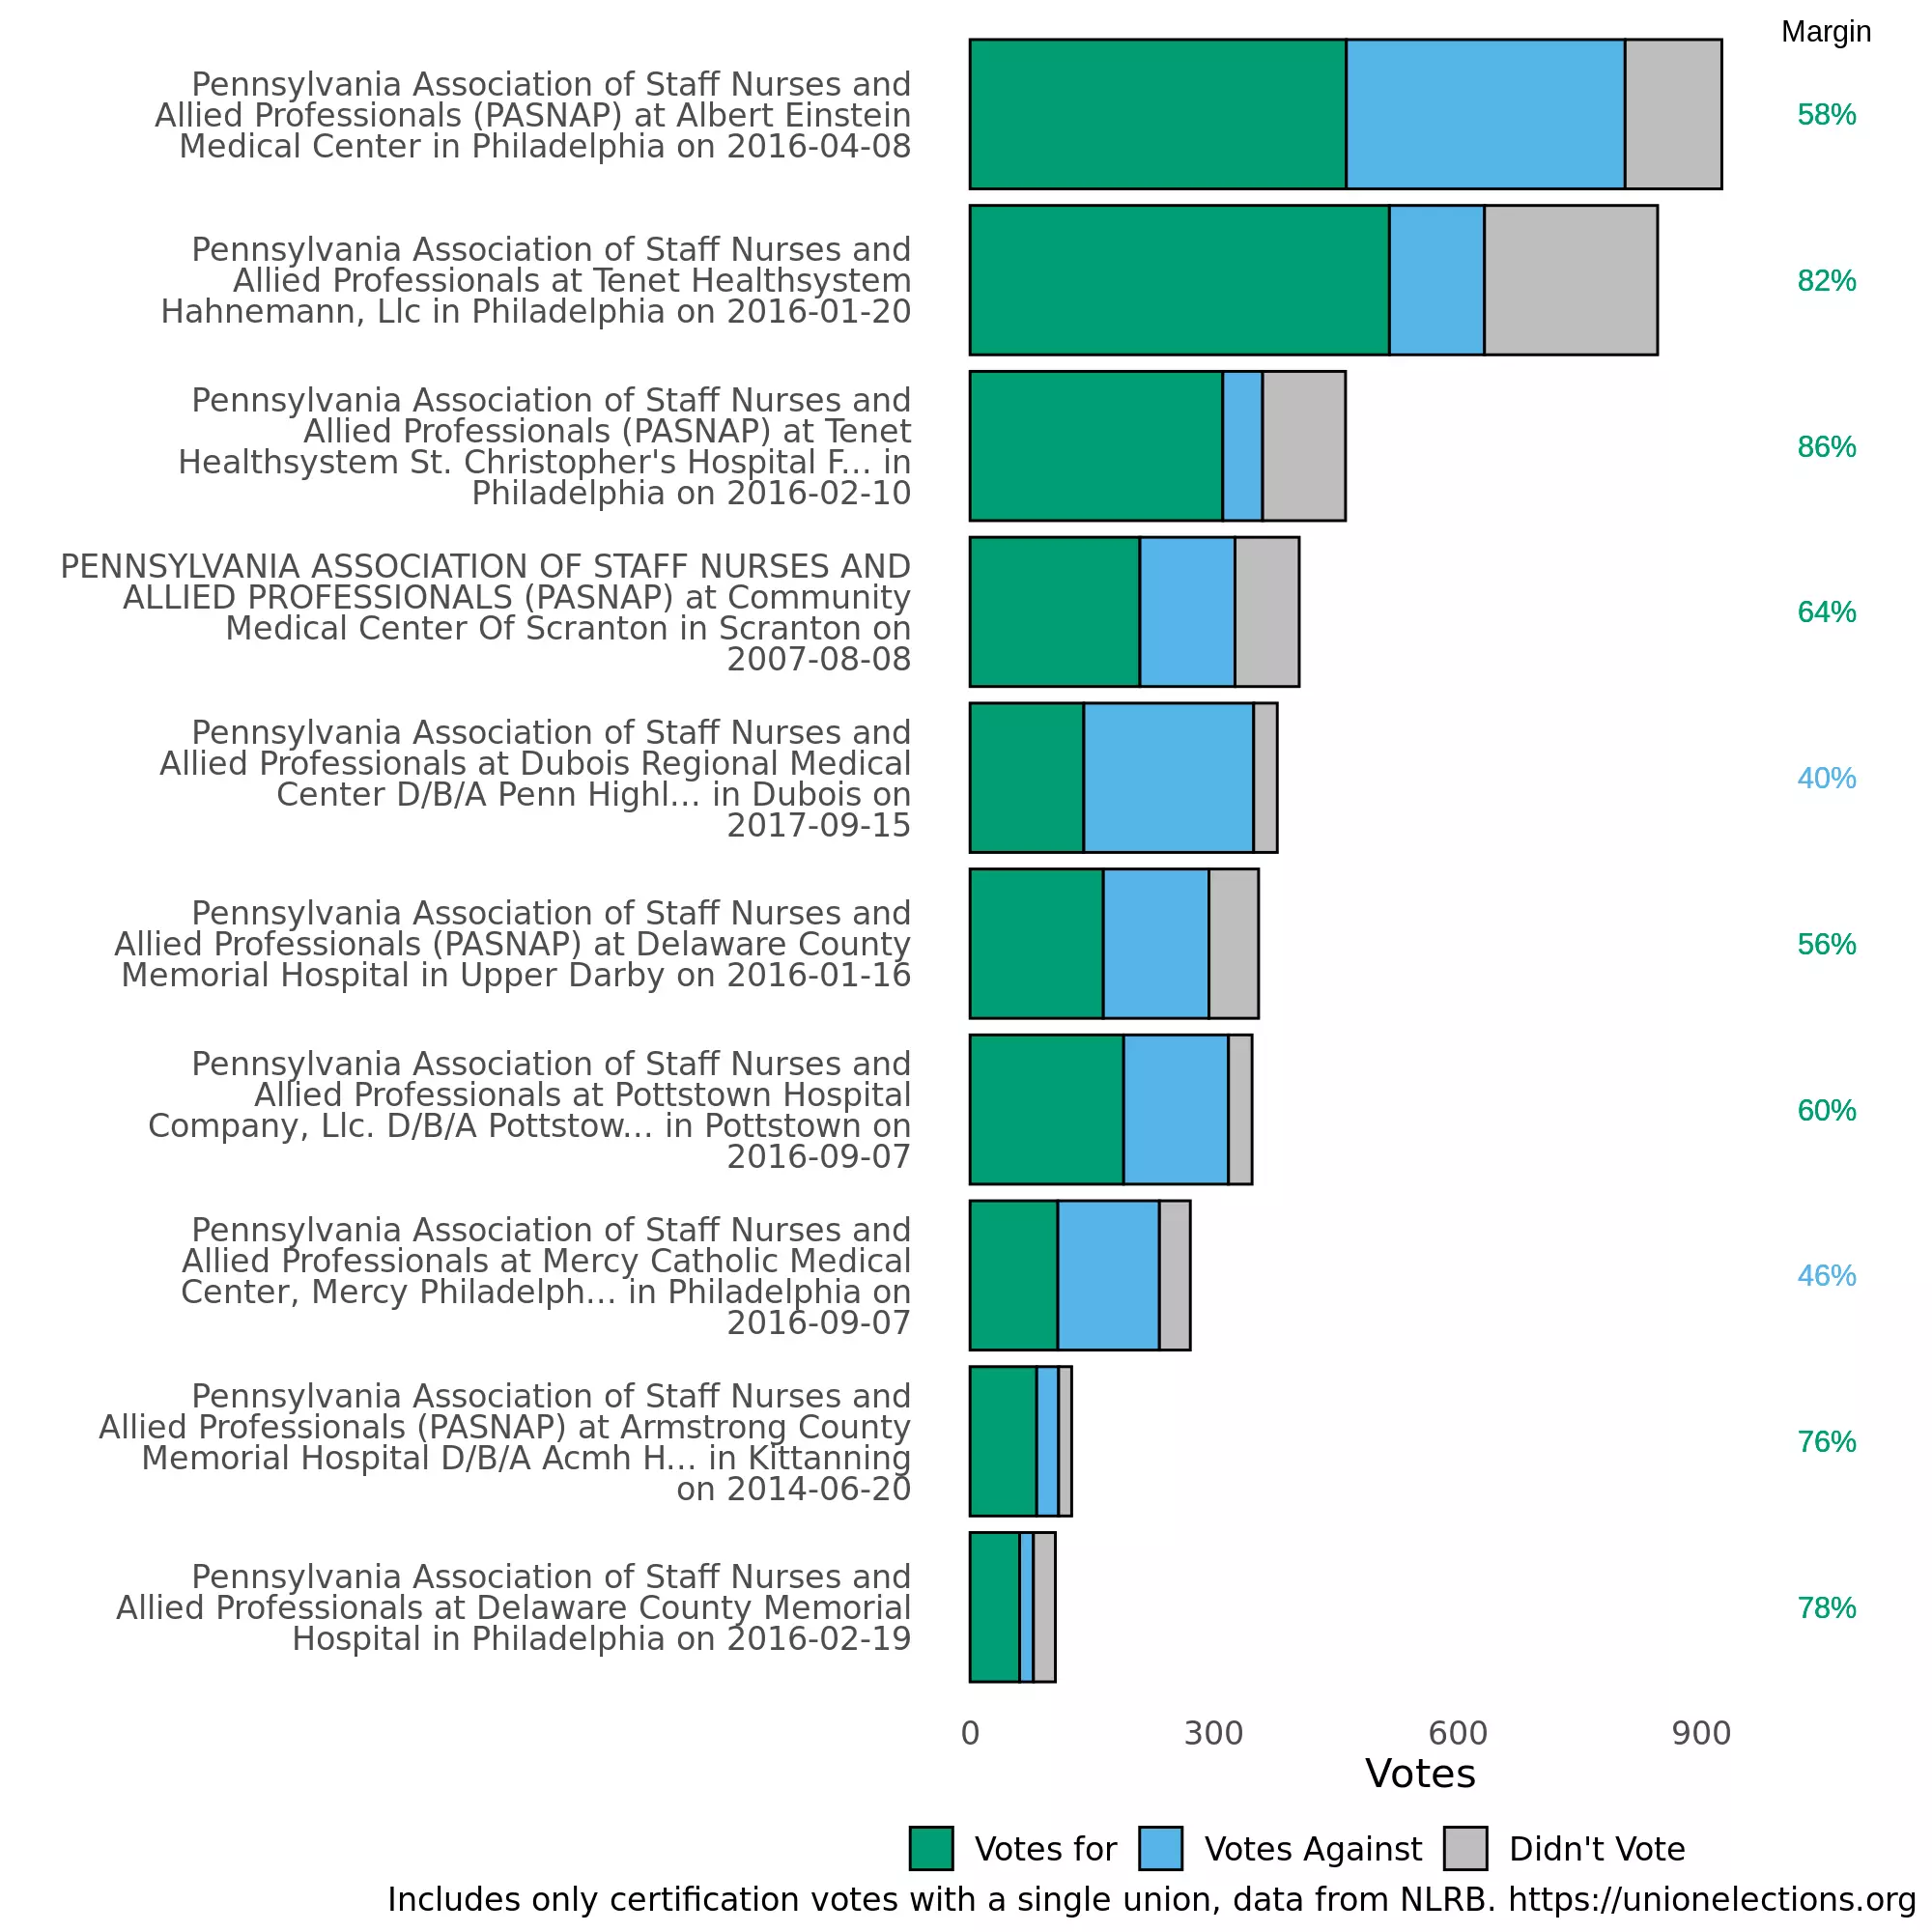 Margin
Pennsylvania Association of Staff Nurses and
Allied Professionals (PASNAP) at Albert Einstein
Medical Center in Philadelphia on 2016-04-08
58%
Pennsylvania Association of Staff Nurses and
Allied Professionals at Tenet Healthsystem
Hahnemann, Llc in Philadelphia on 2016-01-20
82%
Pennsylvania Association of Staff Nurses and
Allied Professionals (PASNAP) at Tenet
Healthsystem St. Christopher's Hospital F... in
Philadelphia on 2016-02-10
86%
PENNSYLVANIA ASSOCIATION OF STAFF NURSES AND
ALLIED PROFESSIONALS (PASNAP) at Community
Medical Center Of Scranton in Scranton on
2007-08-08
64%
Pennsylvania Association of Staff Nurses and
Allied Professionals at Dubois Regional Medical
Center D/B/A Penn Highl... in Dubois on
2017-09-15
40%
Pennsylvania Association of Staff Nurses and
Allied Professionals (PASNAP) at Delaware County
Memorial Hospital in Upper Darby on 2016-01-16
56%
Pennsylvania Association of Staff Nurses and
Allied Professionals at Pottstown Hospital
Company, Llc. D/B/A Pottstow... in Pottstown on
2016-09-07
60%
Pennsylvania Association of Staff Nurses and
Allied Professionals at Mercy Catholic Medical
Center, Mercy Philadelph... in Philadelphia on
2016-09-07
46%
Pennsylvania Association of Staff Nurses and
Allied Professionals (PASNAP) at Armstrong County
Memorial Hospital D/B/A Acmh H... in Kittanning
on 2014-06-20
76%
Pennsylvania Association of Staff Nurses and
Allied Professionals at Delaware County Memorial
Hospital in Philadelphia on 2016-02-19
78%
0 300 600 900
Votes
Votes for Votes Against Didn't Vote
Includes only certification votes with a single union, data from NLRB. https://unionelections.org